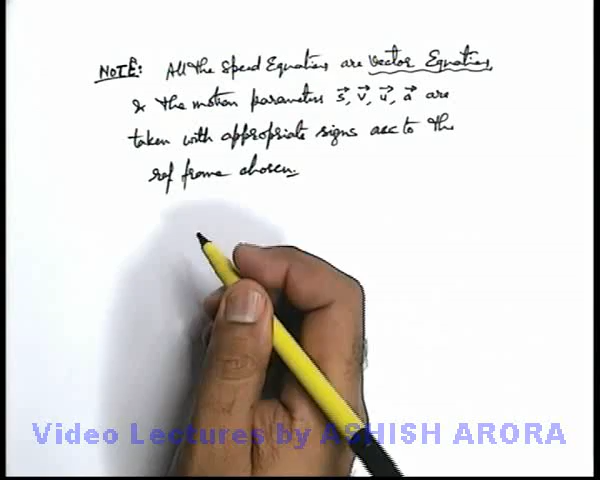 NOTE: All the Speed Equations are Vector Equations,
& the motion parameters s⃗, v⃗, u⃗, a⃗ are
taken with appropriate signs acc to the
ref frame chosen.
Video Lectures by ASHISH ARORA